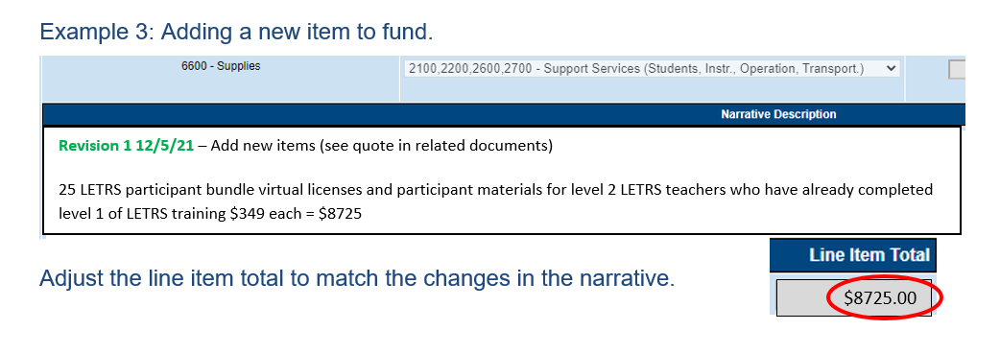 Example 3: Adding a new item to fund.
6600 - Supplies
2100,2200,2600,2700 - Support Services (Students, Instr., Operation, Transport.)
Narrative Description
Revision 1 12/5/21 – Add new items (see quote in related documents)
25 LETRS participant bundle virtual licenses and participant materials for level 2 LETRS teachers who have already completed
level 1 of LETRS training $349 each = $8725
Line Item Total
Adjust the line item total to match the changes in the narrative.
$8725.00